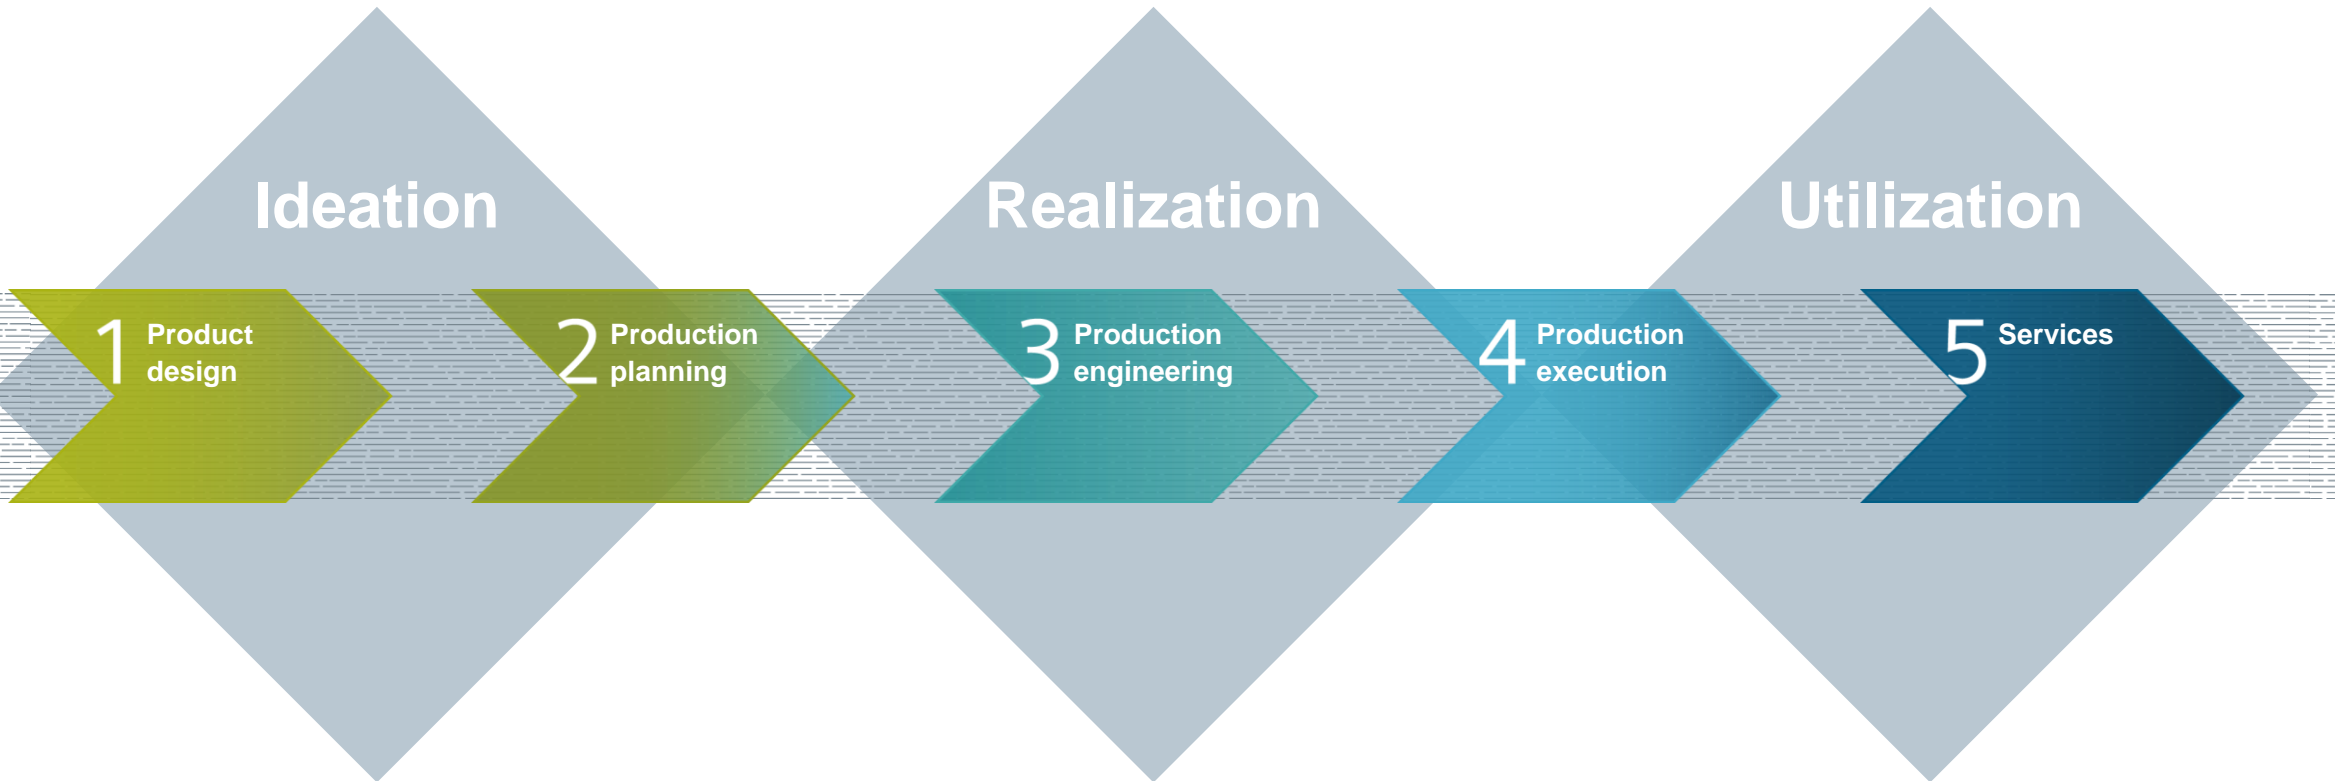 Ideation
Realization
Utilization
1 Product
design
2 Production
planning
3 Production
engineering
4 Production
execution
5 Services